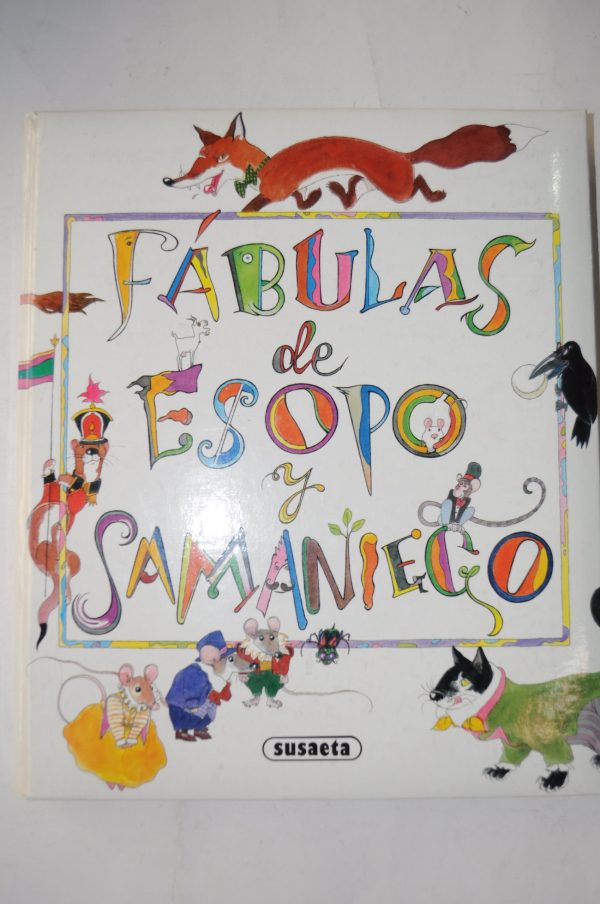 FÁBULAS
de
ESOPO
y
SAMANIEGO
susaeta